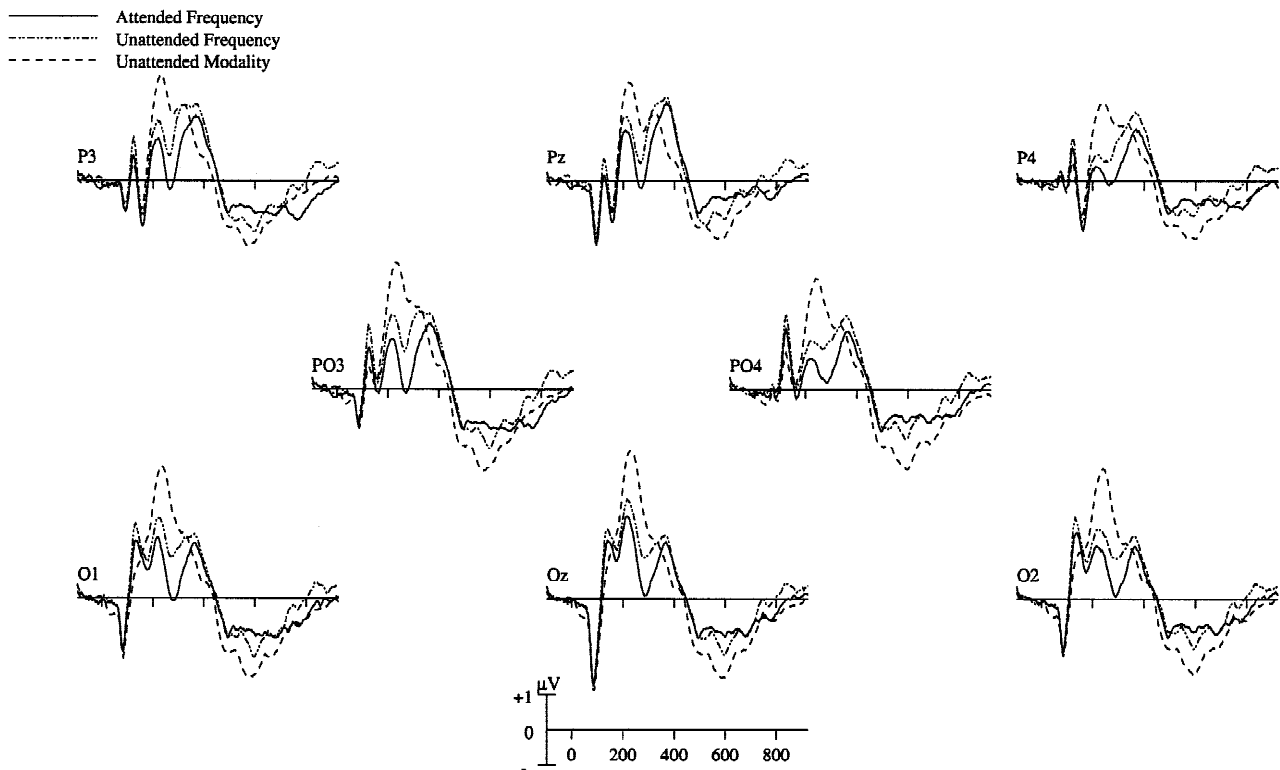 Attended Frequency
Unattended Frequency
Unattended Modality
P3
Pz
P4
PO3
PO4
O1
Oz
O2
μV
+1
0
0 200 400 600 800